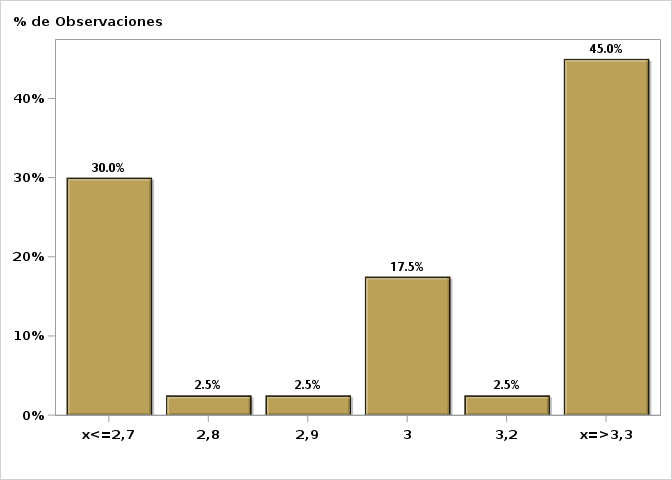 % de Observaciones
45.0%
40%
30.0%
30%
20%
17.5%
10%
2.5% 2.5% 2.5%
0%
x<=2,7 2,8 2,9 3 3,2 x=>3,3